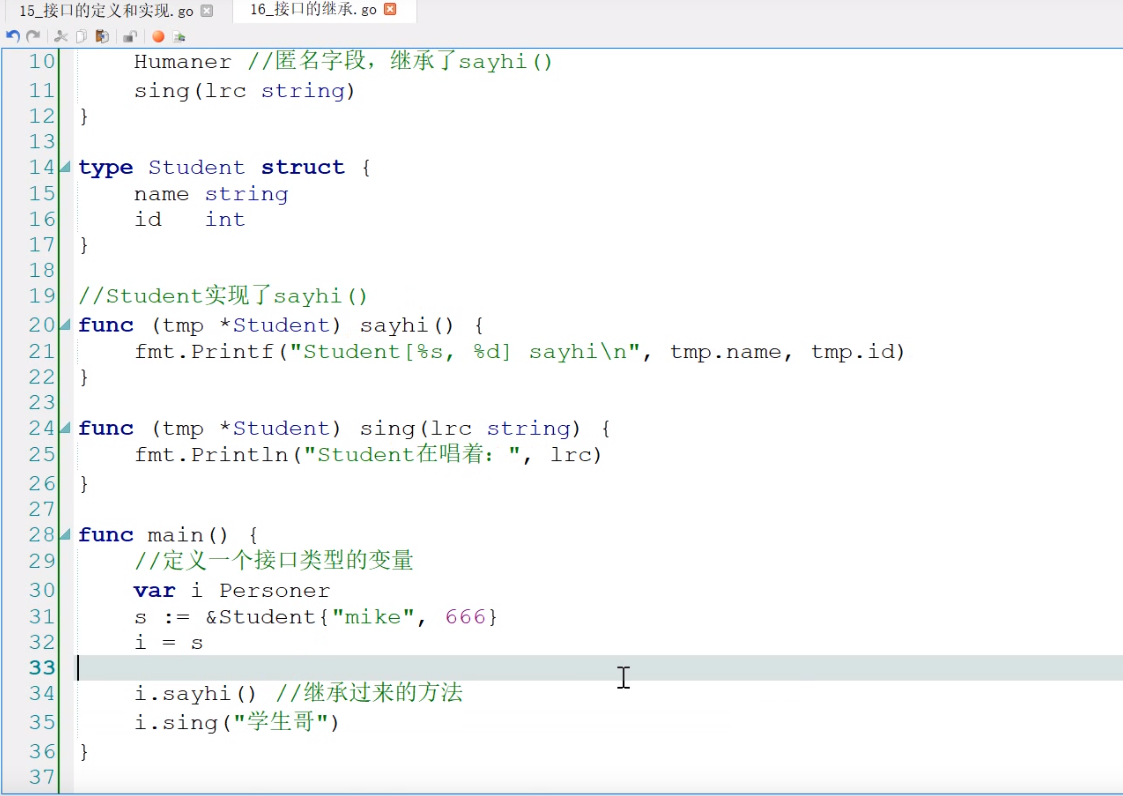 15_接口的定义和实现.go 16_接口的继承.go
10 Humaner //匿名字段，继承了sayhi()
11 sing(lrc string)
12 }
13
14 type Student struct {
15 name string
16 id int
17 }
18
19 //Student实现了sayhi()
20 func (tmp *Student) sayhi() {
21 fmt.Printf("Student[%s, %d] sayhi\n", tmp.name, tmp.id)
22 }
23
24 func (tmp *Student) sing(lrc string) {
25 fmt.Println("Student在唱着：", lrc)
26 }
27
28 func main() {
29 //定义一个接口类型的变量
30 var i Personer
31 s := &Student{"mike", 666}
32 i = s
33
34 i.sayhi() //继承过来的方法
35 i.sing("学生哥")
36 }
37